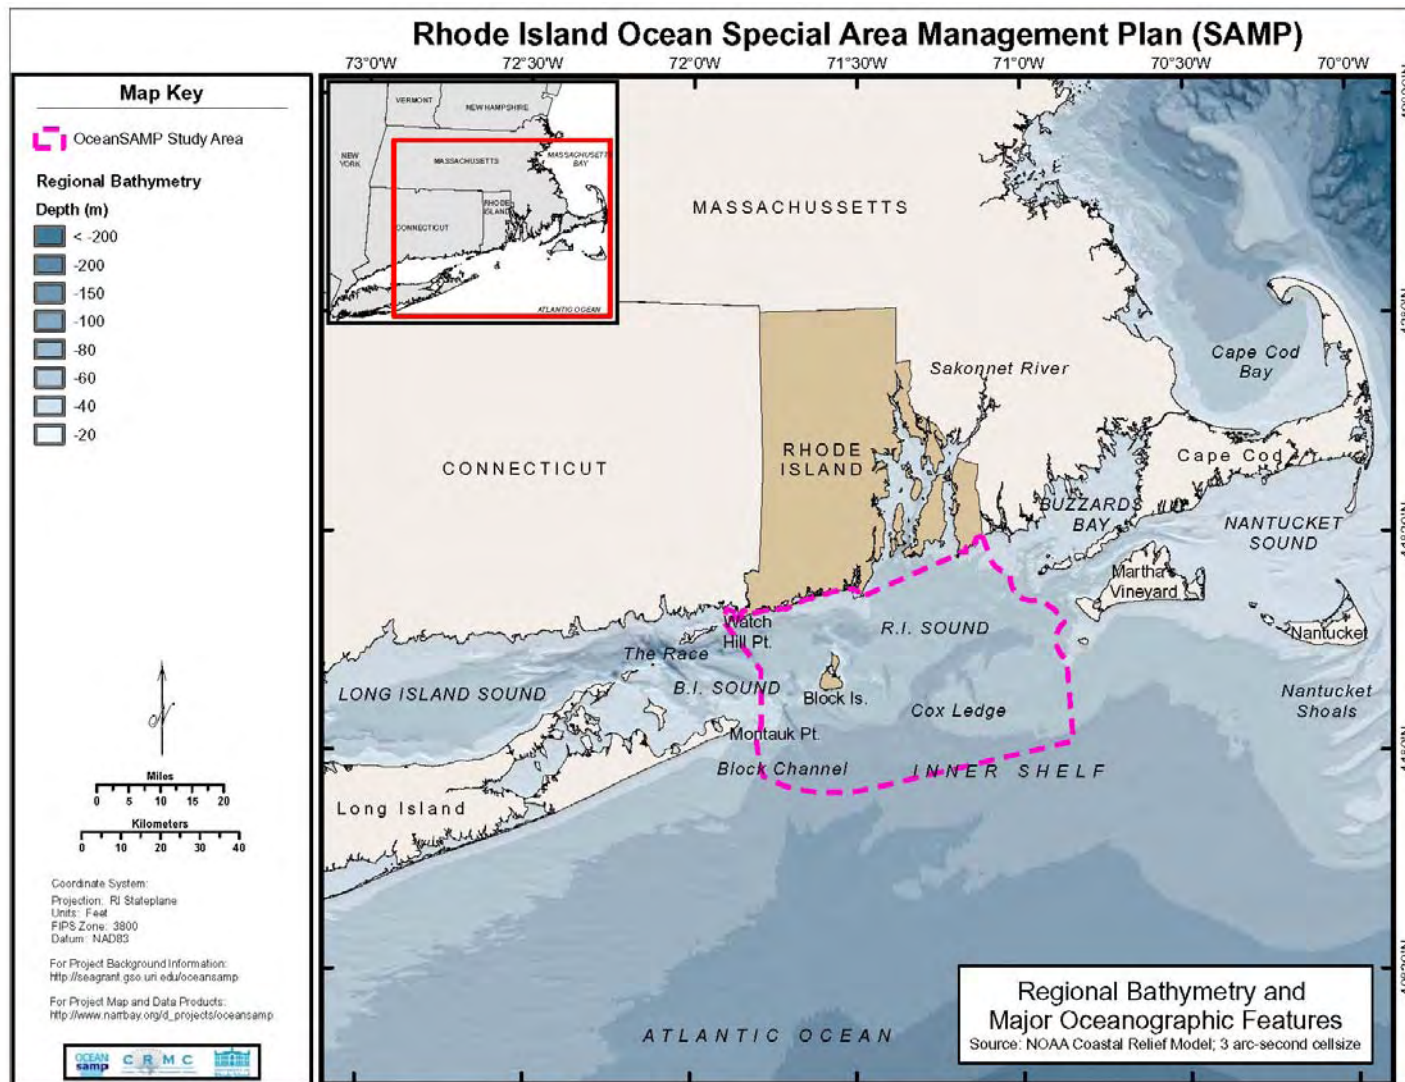 Rhode Island Ocean Special Area Management Plan (SAMP)
73°0'W
72°30'W
72°0'W
71°30'W
71°0'W
70°30'W
70°0'W
Map Key
OceanSAMP Study Area
Regional Bathymetry
Depth (m)
< -200
-200
-150
-100
-80
-60
-40
-20
Miles
0 5 10 15 20
Kilometers
0 10 20 30 40
Coordinate System:
Projection: RI Stateplane
Units: Feet
FIPS Zone: 3800
Datum: NAD83
For Project Background Information:
http://seagrant.gso.uri.edu/oceansamp
For Project Map and Data Products:
http://www.narrbay.org/d_projects/oceansamp
OCEAN
samp
CRMC
VERMONT
NEW HAMPSHIRE
NEW
YORK
MASSACHUSETTS
MASSACHUSETTS
BAY
RHODE
ISLAND
CONNECTICUT
ATLANTIC OCEAN
MASSACHUSETTS
Cape Cod
Bay
Sakonnet River
CONNECTICUT
RHODE
ISLAND
Cape Cod
BUZZARDS
BAY
NANTUCKET
SOUND
Martha's
Vineyard
Nantucket
Watch
Hill Pt.
R.I. SOUND
The Race
LONG ISLAND SOUND
B.I. SOUND
Block Is.
Cox Ledge
Nantucket
Shoals
Montauk Pt.
Block Channel
INNER SHELF
Long Island
ATLANTIC OCEAN
Regional Bathymetry and
Major Oceanographic Features
Source: NOAA Coastal Relief Model; 3 arc-second cellsize